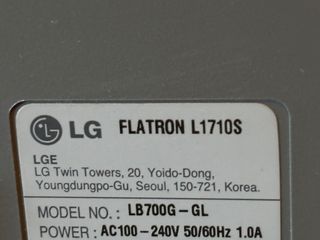 LG FLATRON L1710S
LGE
LG Twin Towers, 20, Yoido-Dong,
Youngdungpo-Gu, Seoul, 150-721, Korea.
MODEL NO. : LB700G-GL
POWER : AC100-240V 50/60Hz 1.0A